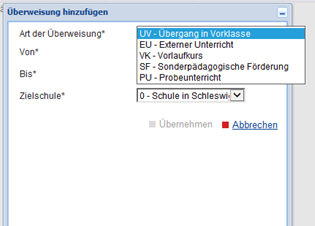 Überweisung hinzufügen
Art der Überweisung*
UV - Übergang in Vorklasse
EU - Externer Unterricht
Von*
VK - Vorlaufkurs
SF - Sonderpädagogische Förderung
Bis*
PU - Probeunterricht
Zielschule*
0 - Schule in Schleswi
Übernehmen
Abbrechen